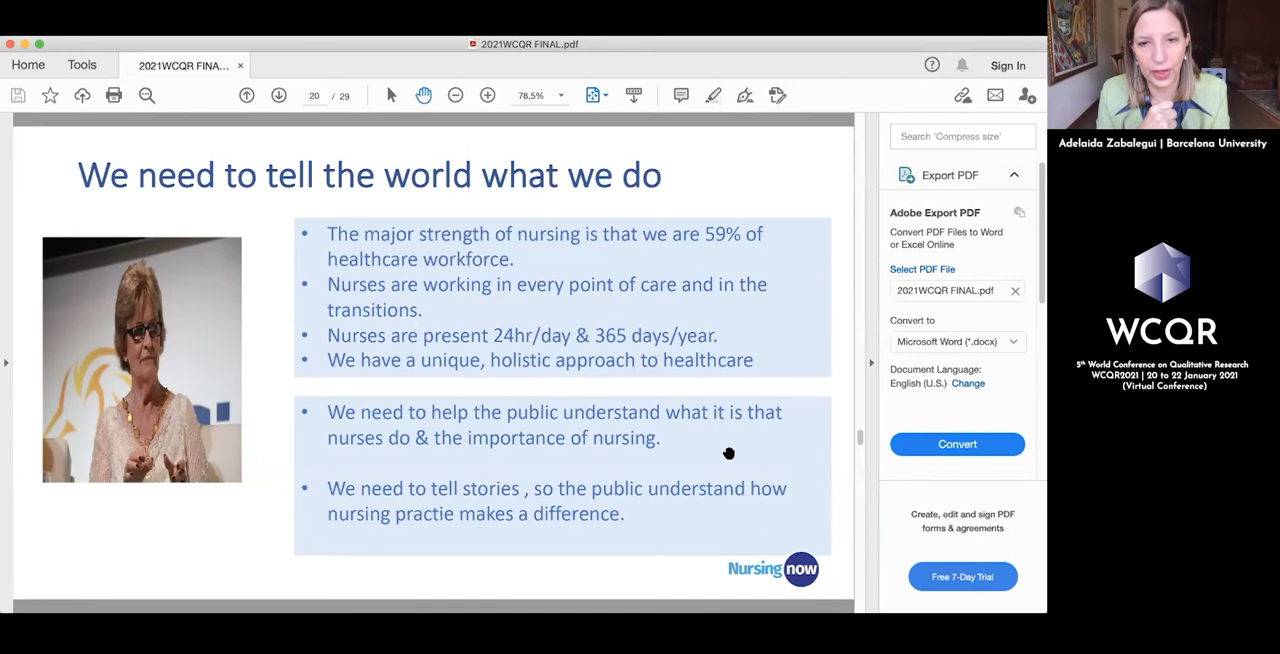 2021WCQR FINAL.pdf
Home
Tools
2021WCQR FINA... ×
Sign In
20 / 29
78,5%
We need to tell the world what we do
• The major strength of nursing is that we are 59% of
healthcare workforce.
• Nurses are working in every point of care and in the
transitions.
• Nurses are present 24hr/day & 365 days/year.
• We have a unique, holistic approach to healthcare
• We need to help the public understand what it is that
nurses do & the importance of nursing.
• We need to tell stories , so the public understand how
nursing practie makes a difference.
Nursing now
Search 'Compress size'
Export PDF
Adobe Export PDF
Convert PDF Files to Word
or Excel Online
Select PDF File
2021WCQR FINAL.pdf
Convert to
Microsoft Word (*.docx)
Document Language:
English (U.S.) Change
Convert
Create, edit and sign PDF
forms & agreements
Free 7-Day Trial
Adelaida Zabalegui | Barcelona University
WCQR
5th World Conference on Qualitative Research
WCQR2021 | 20 to 22 January 2021
(Virtual Conference)